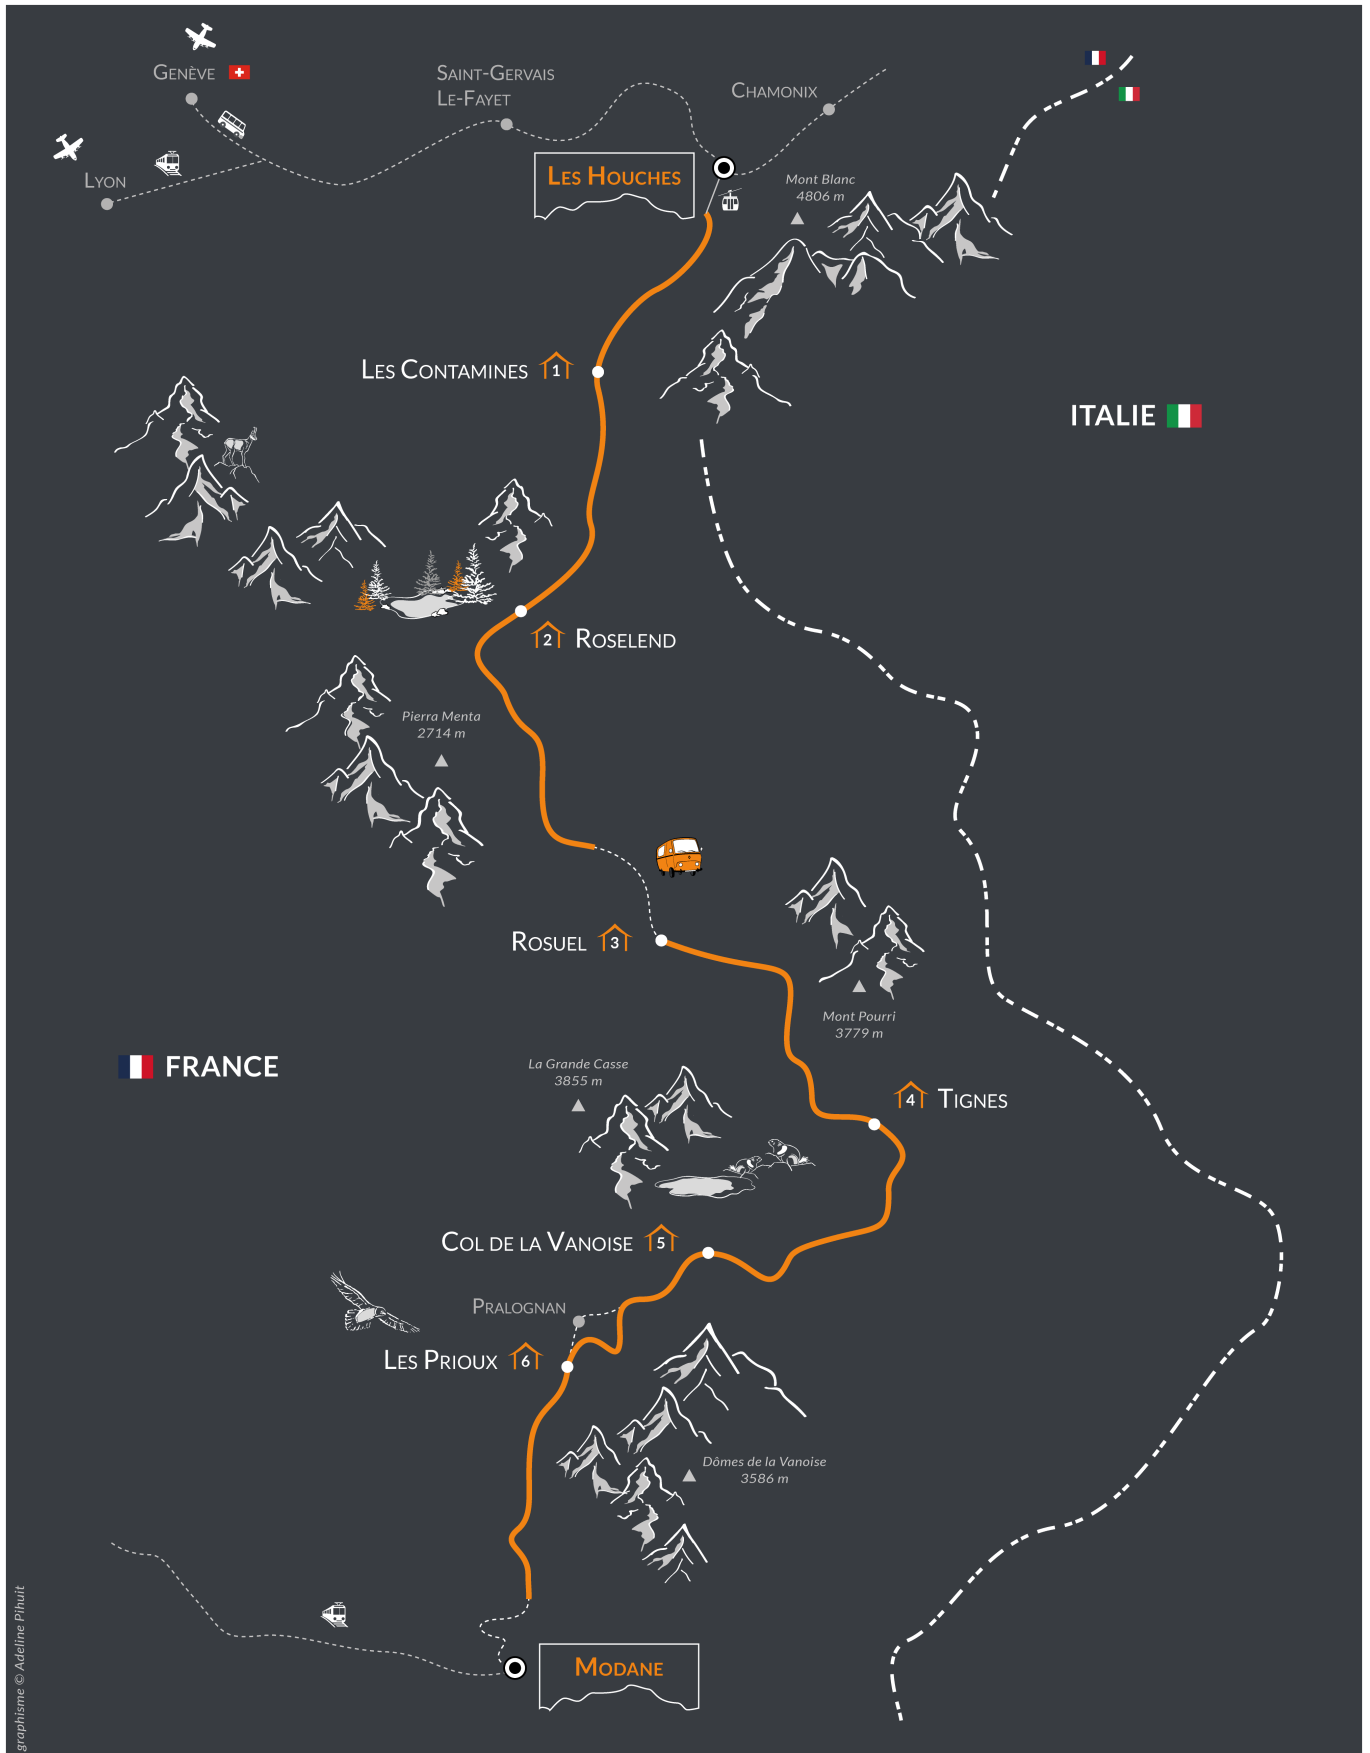 GENÈVE
SAINT-GERVAIS
LE-FAYET
CHAMONIX
LYON
LES HOUCHES
Mont Blanc
4806 m
LES CONTAMINES
1
ITALIE
2
ROSELEND
Pierra Menta
2714 m
ROSUEL
3
Mont Pourri
3779 m
FRANCE
La Grande Casse
3855 m
4
TIGNES
COL DE LA VANOISE
5
PRALOGNAN
LES PRIOUX
6
Dômes de la Vanoise
3586 m
MODANE
graphisme © Adeline Pihuit